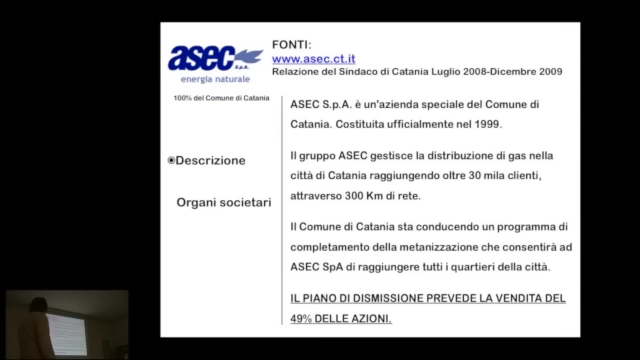 asec S.p.A.
energia naturale
100% del Comune di Catania
FONTI:
www.asec.ct.it
Relazione del Sindaco di Catania Luglio 2008-Dicembre 2009
Descrizione
Organi societari
ASEC S.p.A. è un'azienda speciale del Comune di
Catania. Costituita ufficialmente nel 1999.
Il gruppo ASEC gestisce la distribuzione di gas nella
città di Catania raggiungendo oltre 30 mila clienti,
attraverso 300 Km di rete.
Il Comune di Catania sta conducendo un programma di
completamento della metanizzazione che consentirà ad
ASEC SpA di raggiungere tutti i quartieri della città.
IL PIANO DI DISMISSIONE PREVEDE LA VENDITA DEL
49% DELLE AZIONI.